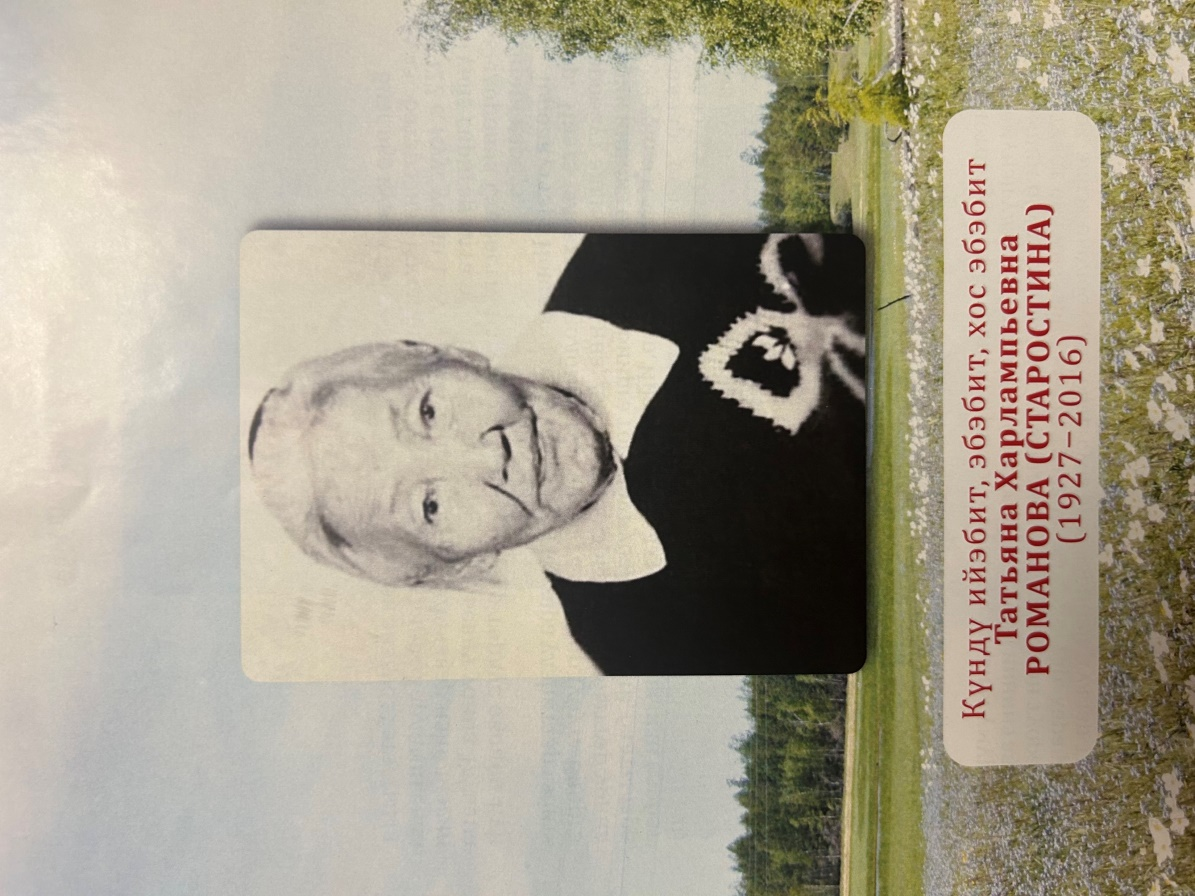 Күндү ийэбит, эбэбит, хос эбэбит
Татьяна Харлампьевна
РОМАНОВА (СТАРОСТИНА)
(1927–2016)